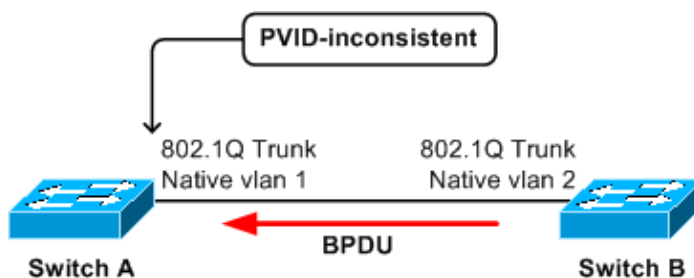 PVID-inconsistent
802.1Q Trunk
Native vlan 1
802.1Q Trunk
Native vlan 2
BPDU
Switch A
Switch B